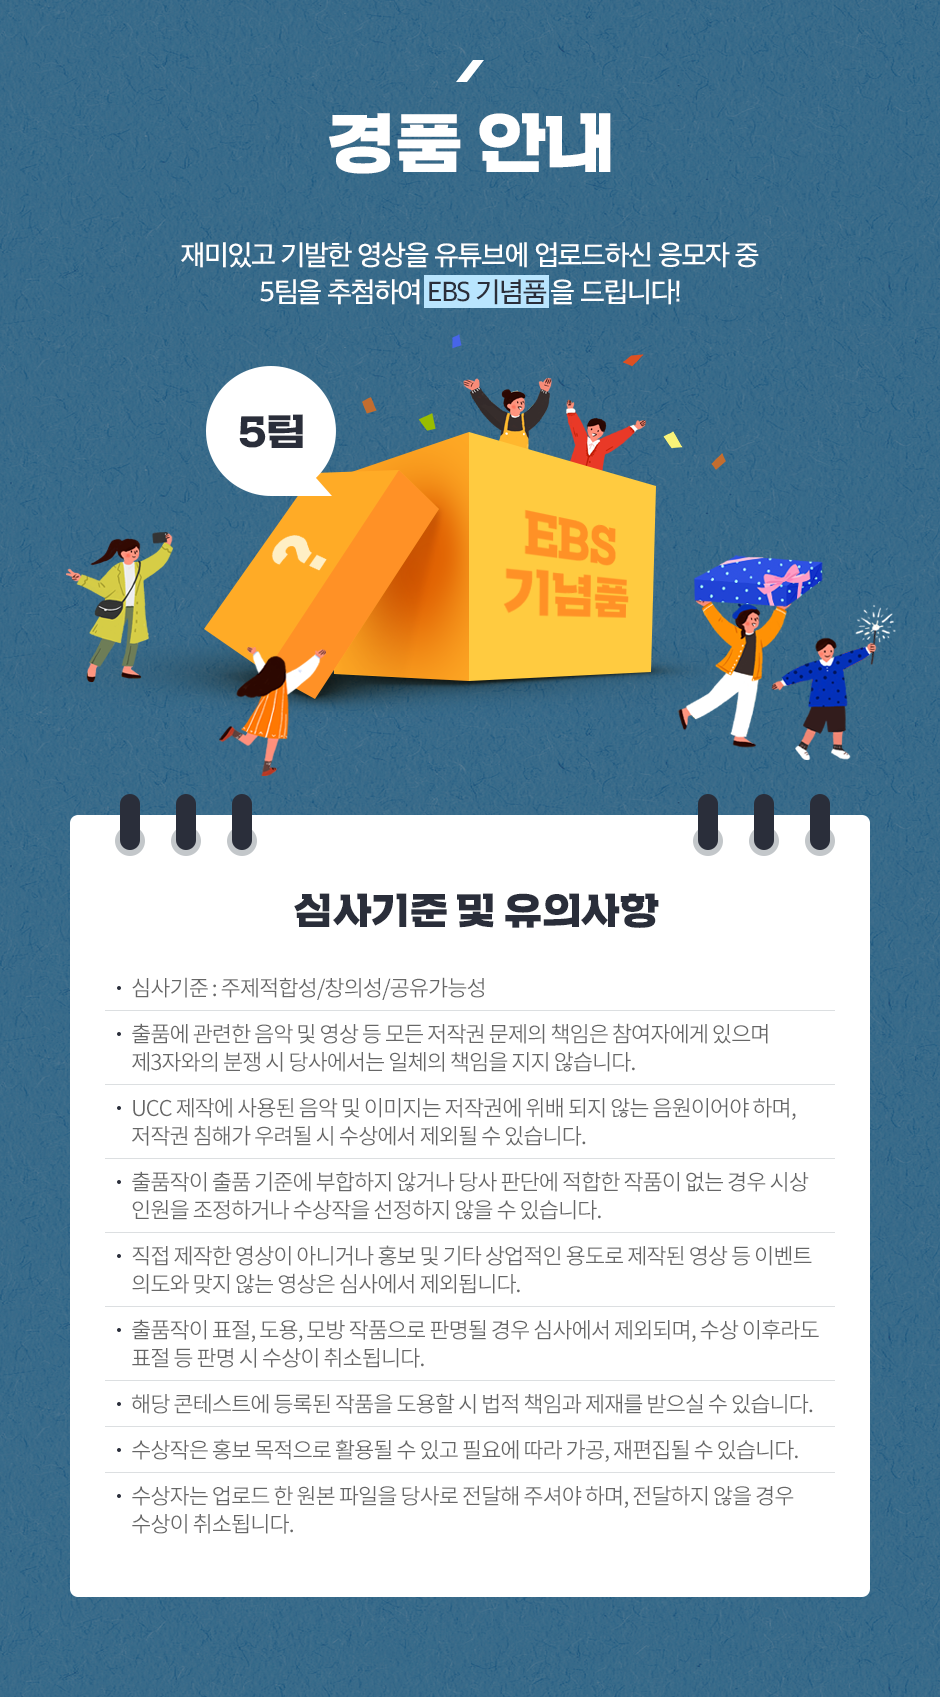 경품 안내
재미있고 기발한 영상을 유튜브에 업로드하신 응모자 중
5팀을 추첨하여 EBS 기념품을 드립니다!
5팀
?
EBS
기념품
심사기준 및 유의사항
• 심사기준 : 주제적합성/창의성/공유가능성
• 출품에 관련한 음악 및 영상 등 모든 저작권 문제의 책임은 참여자에게 있으며
제3자와의 분쟁 시 당사에서는 일체의 책임을 지지 않습니다.
• UCC 제작에 사용된 음악 및 이미지는 저작권에 위배 되지 않는 음원이어야 하며,
저작권 침해가 우려될 시 수상에서 제외될 수 있습니다.
• 출품작이 출품 기준에 부합하지 않거나 당사 판단에 적합한 작품이 없는 경우 시상
인원을 조정하거나 수상작을 선정하지 않을 수 있습니다.
• 직접 제작한 영상이 아니거나 홍보 및 기타 상업적인 용도로 제작된 영상 등 이벤트
의도와 맞지 않는 영상은 심사에서 제외됩니다.
• 출품작이 표절, 도용, 모방 작품으로 판명될 경우 심사에서 제외되며, 수상 이후라도
표절 등 판명 시 수상이 취소됩니다.
• 해당 콘테스트에 등록된 작품을 도용할 시 법적 책임과 제재를 받으실 수 있습니다.
• 수상작은 홍보 목적으로 활용될 수 있고 필요에 따라 가공, 재편집될 수 있습니다.
• 수상자는 업로드 한 원본 파일을 당사로 전달해 주셔야 하며, 전달하지 않을 경우
수상이 취소됩니다.